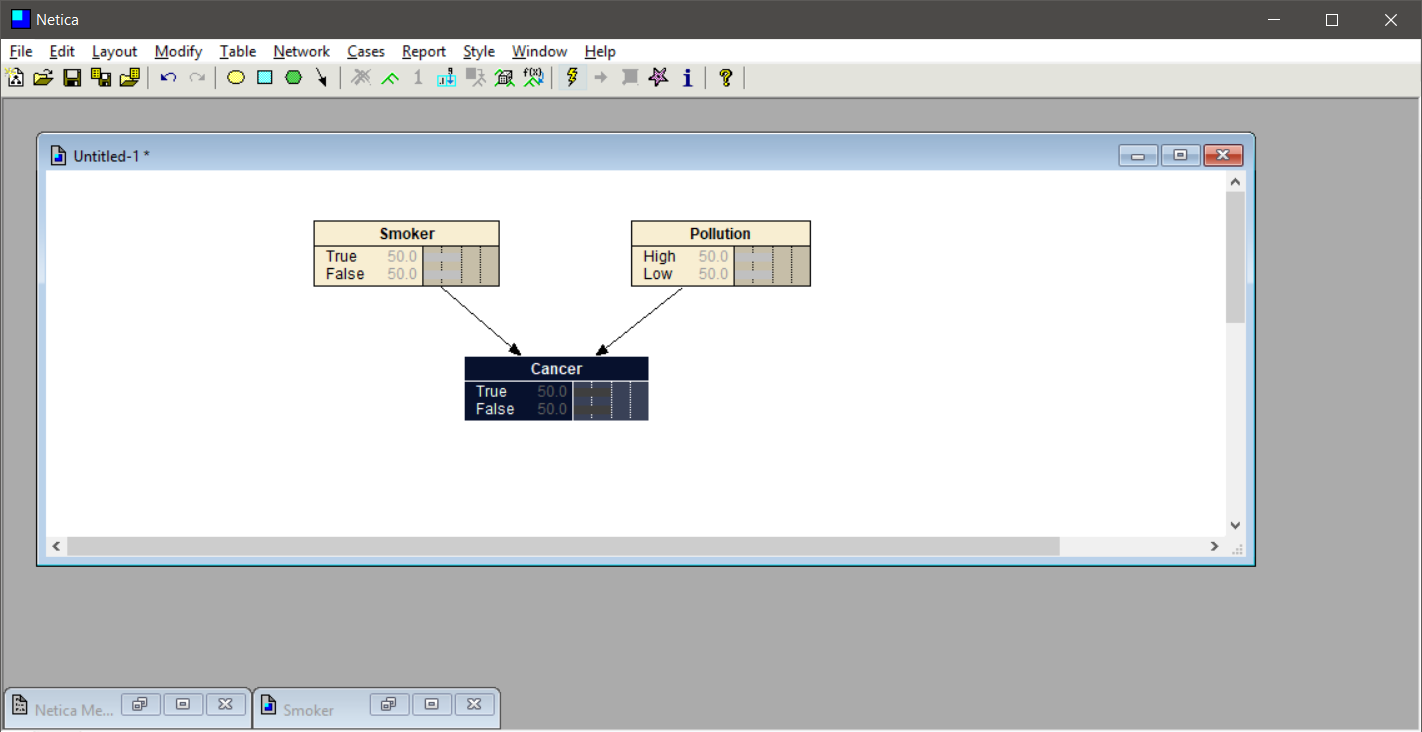 Netica
File Edit Layout Modify Table Network Cases Report Style Window Help
1 f(x) i ?
Untitled-1 *
Smoker
True 50.0
False 50.0
Pollution
High 50.0
Low 50.0
Cancer
True 50.0
False 50.0
Netica Me...
Smoker